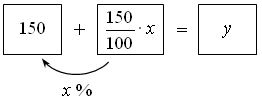 150 + 150/100 · x = y
x %